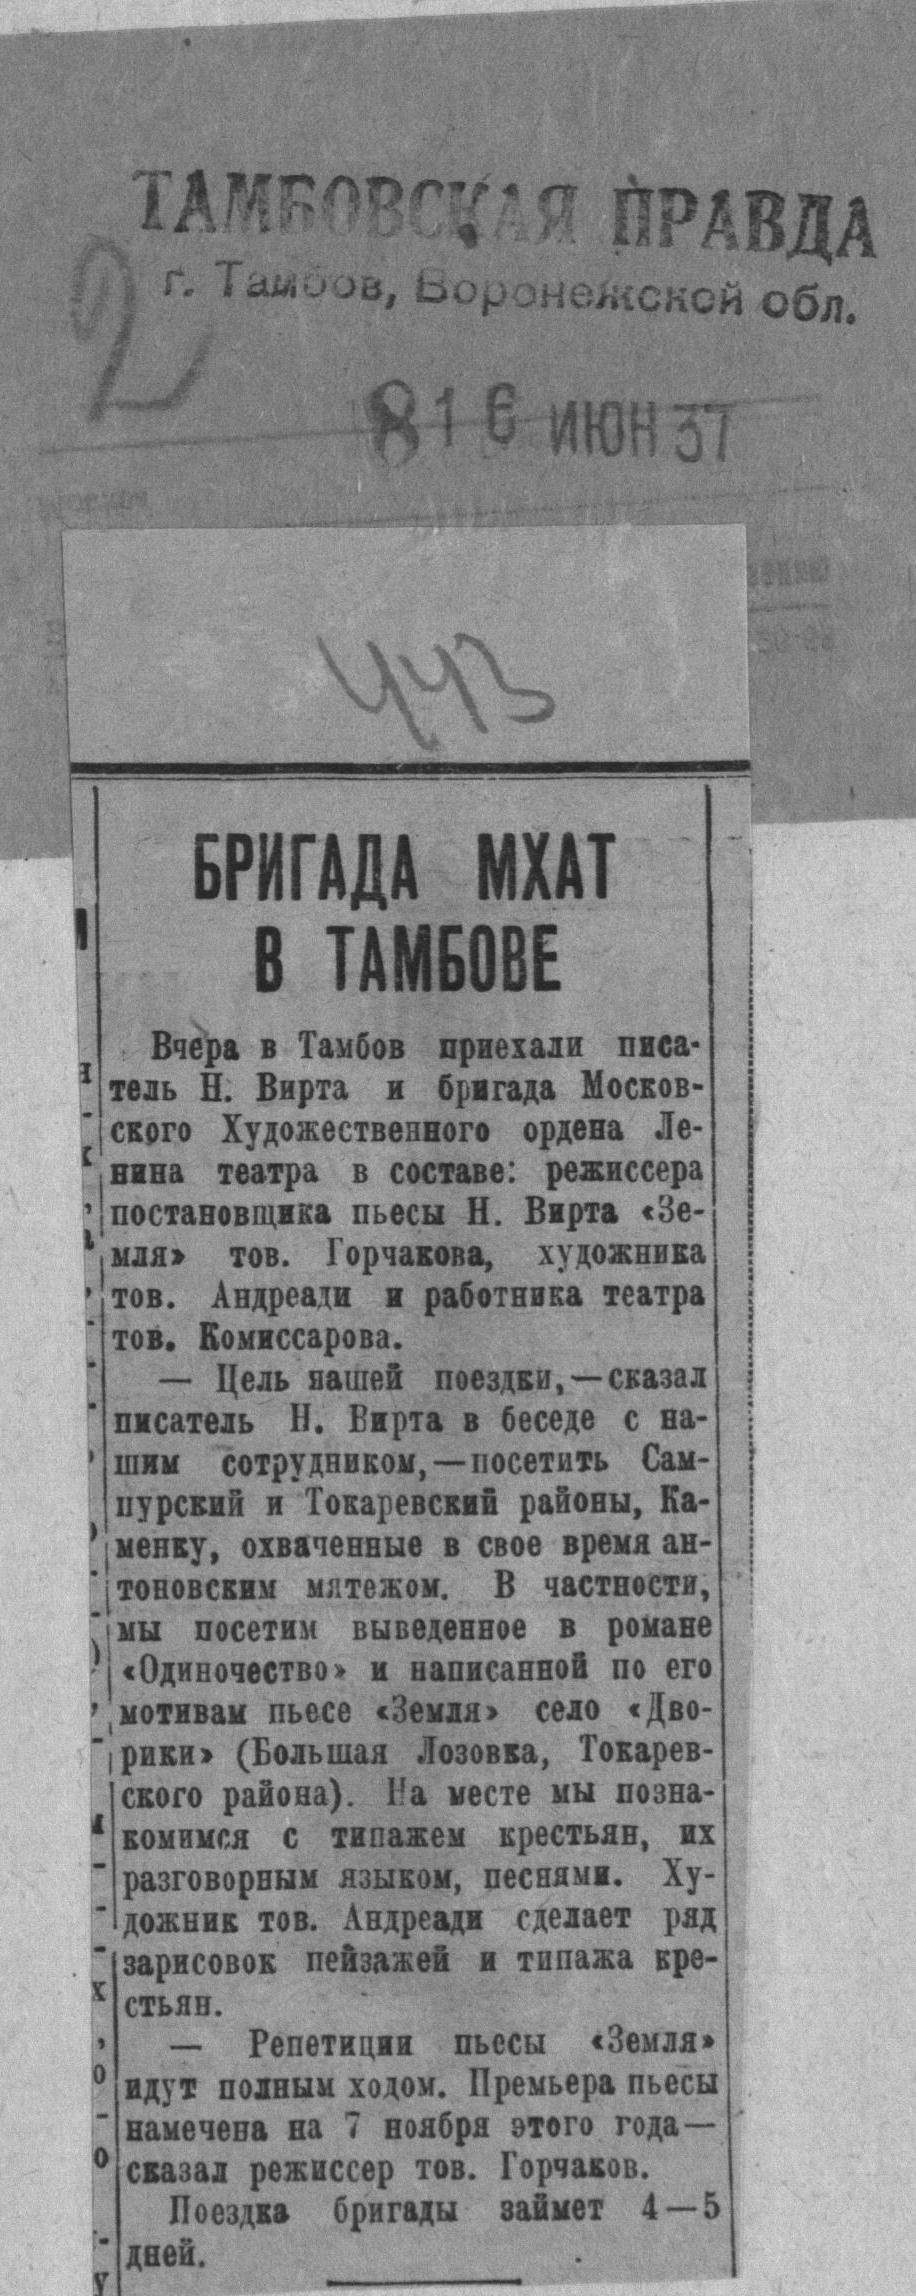 ТАМБОВСКАЯ ПРАВДА
г. Тамбов, Воронежской обл.
2
8 16 ИЮН 37
443
БРИГАДА МХАТ
В ТАМБОВЕ
Вчера в Тамбов приехали писа-
тель Н. Вирта и бригада Москов-
ского Художественного ордена Ле-
нина театра в составе: режиссера
постановщика пьесы Н. Вирта «Зе-
мля» тов. Горчакова, художника
тов. Андреади и работника театра
тов. Комиссарова.
— Цель нашей поездки,—сказал
писатель Н. Вирта в беседе с на-
шим сотрудником,—посетить Сам-
пурский и Токаревский районы, Ка-
менку, охваченные в свое время ан-
тоновским мятежом. В частности,
мы посетим выведенное в романе
«Одиночество» и написанной по его
мотивам пьесе «Земля» село «Дво-
рики» (Большая Лозовка, Токарев-
ского района). На месте мы позна-
комимся с типажем крестьян, их
разговорным языком, песнями. Ху-
дожник тов. Андреади сделает ряд
зарисовок пейзажей и типажа кре-
стьян.
— Репетиции пьесы «Земля»
идут полным ходом. Премьера пьесы
намечена на 7 ноября этого года—
сказал режиссер тов. Горчаков.
Поездка бригады займет 4—5
дней.